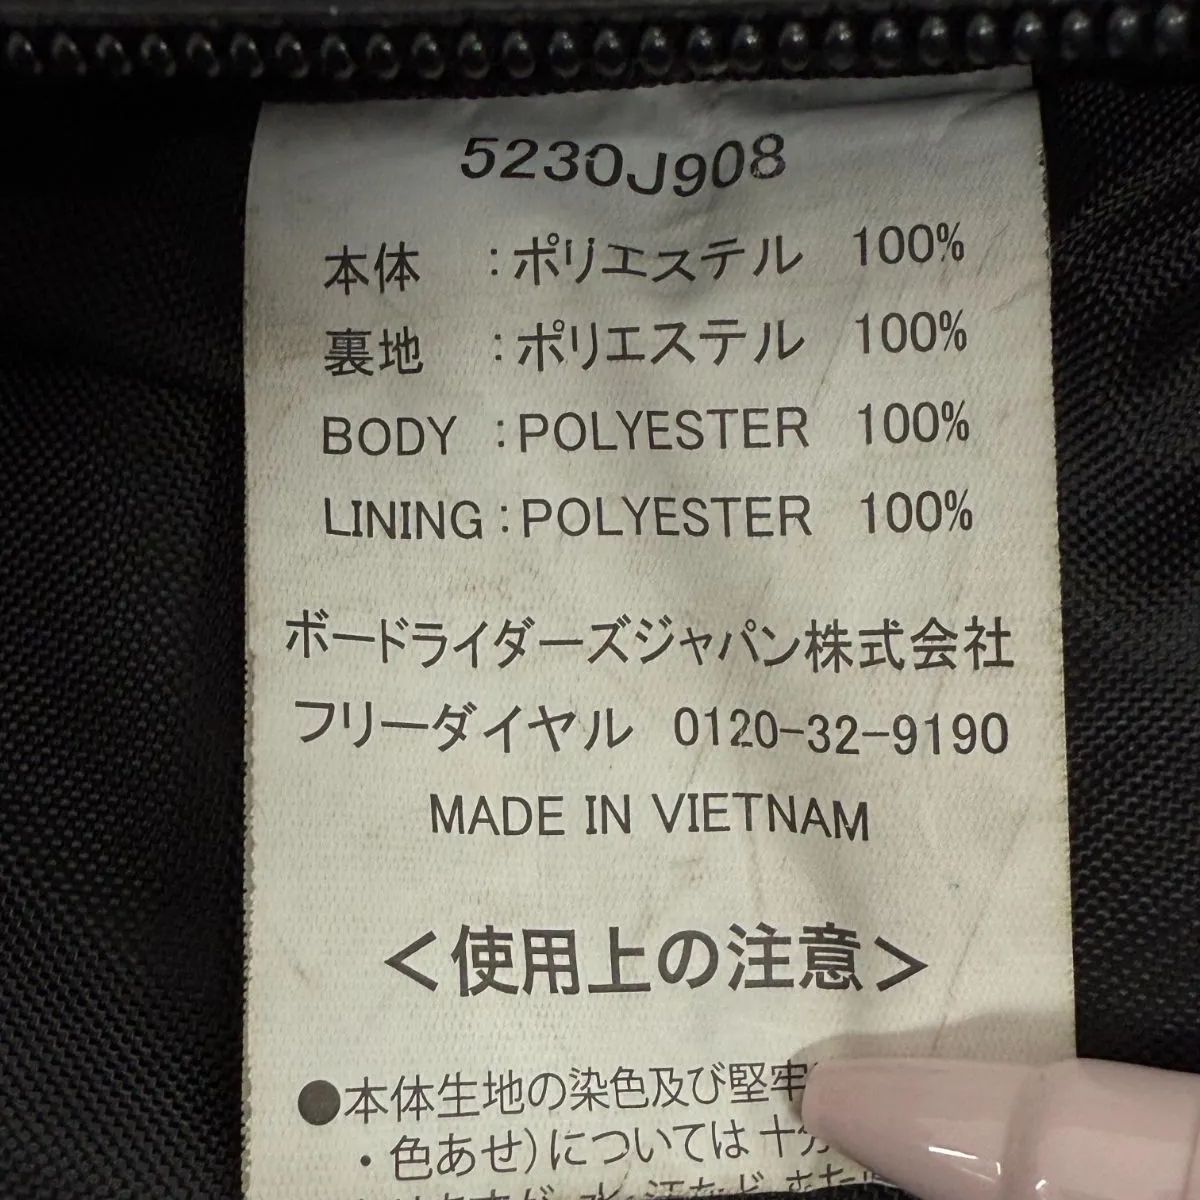 5230J908
本体 :ポリエステル 100%
裏地 :ポリエステル 100%
BODY :POLYESTER 100%
LINING:POLYESTER 100%
ボードライダーズジャパン株式会社
フリーダイヤル 0120-32-9190
MADE IN VIETNAM
<使用上の注意>
●本体生地の染色及び堅牢
・色あせ)については十分